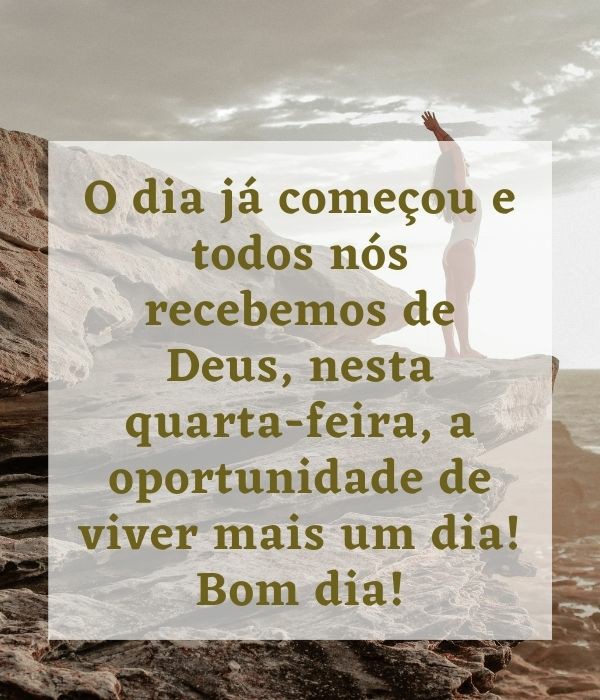 O dia já começou e
todos nós
recebemos de
Deus, nesta
quarta-feira, a
oportunidade de
viver mais um dia!
Bom dia!